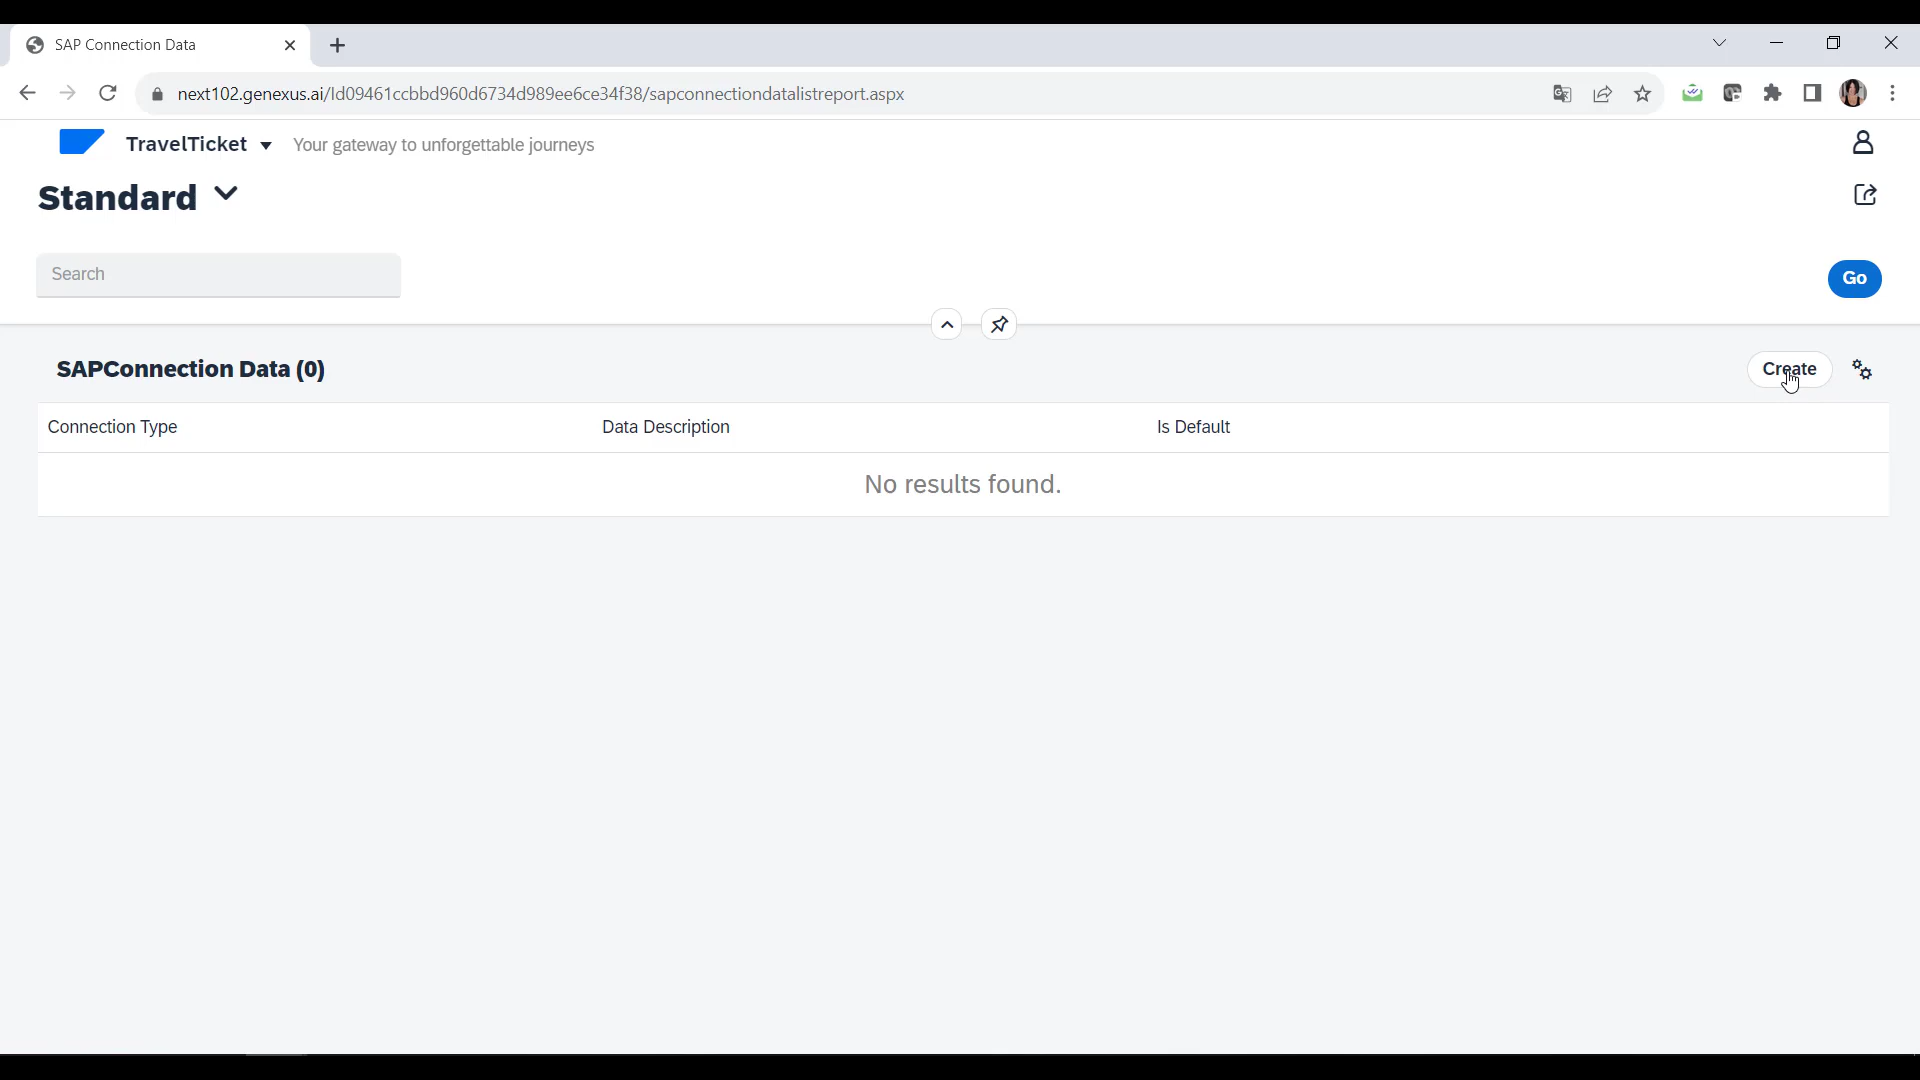 SAP Connection Data
next102.genexus.ai/Id09461ccbbd960d6734d989ee6ce34f38/sapconnectiondatalistreport.aspx
TravelTicket Your gateway to unforgettable journeys
Standard
Search
Go
SAPConnection Data (0)
Create
Connection Type Data Description Is Default
No results found.